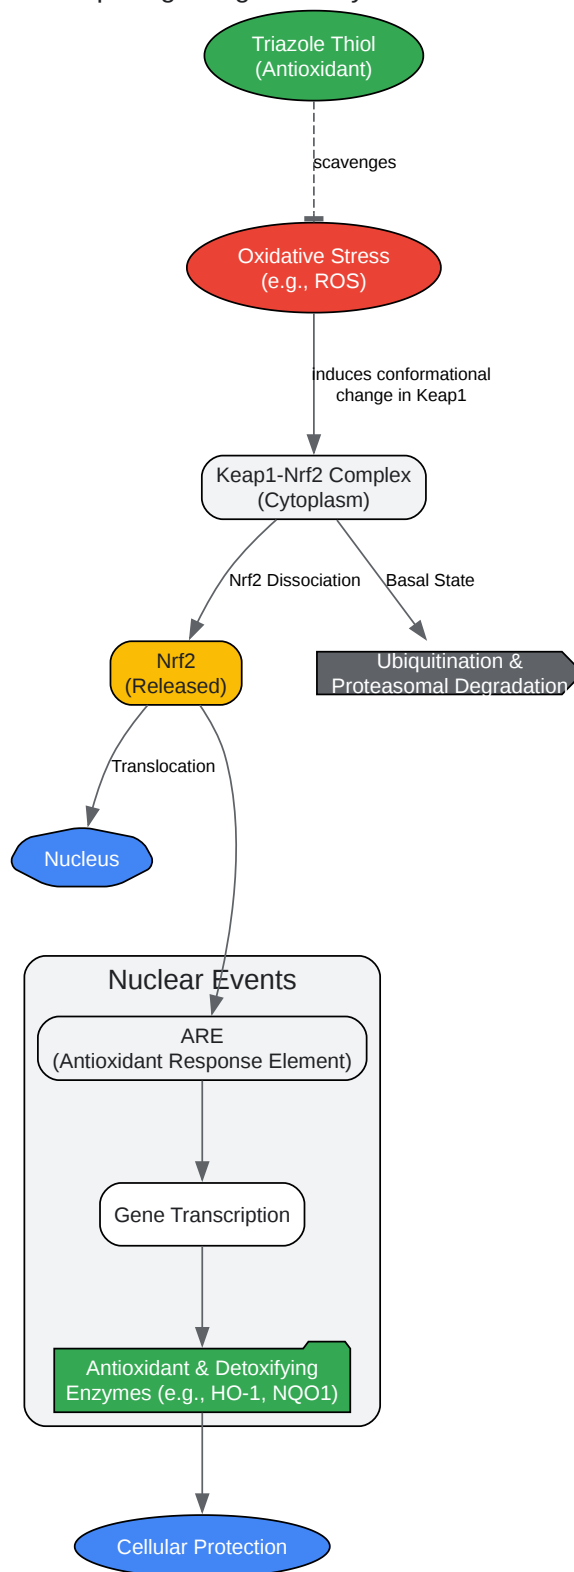 Triazole Thiol
(Antioxidant)
scavenges
Oxidative Stress
(e.g., ROS)
induces conformational
change in Keap1
Keap1-Nrf2 Complex
(Cytoplasm)
Nrf2 Dissociation
Basal State
Nrf2
(Released)
Ubiquitination &
Proteasomal Degradation
Translocation
Nucleus
Nuclear Events
ARE
(Antioxidant Response Element)
Gene Transcription
Antioxidant & Detoxifying
Enzymes (e.g., HO-1, NQO1)
Cellular Protection